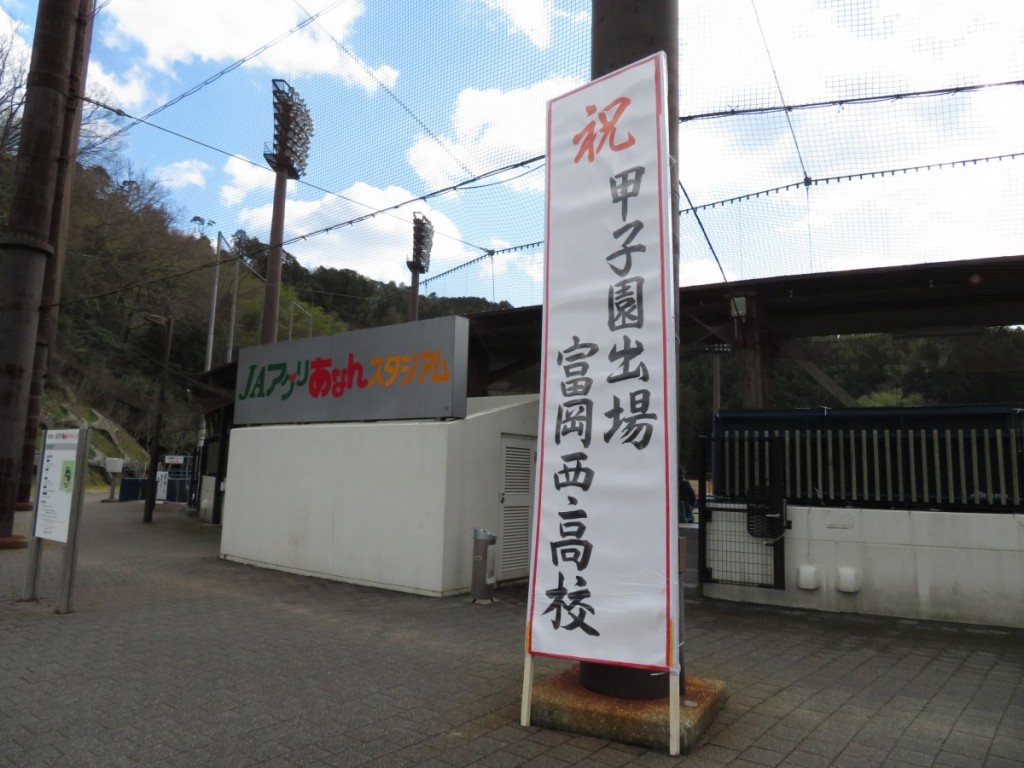 祝
甲子園出場
富岡西高校
JAアグリあなんスタジアム